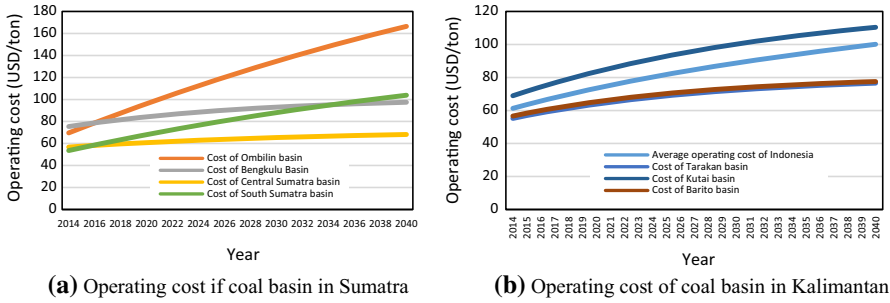 180
160
140
120
100
80
60
40
20
0
Operating cost (USD/ton)
Cost of Ombilin basin
Cost of Bengkulu Basin
Cost of Central Sumatra basin
Cost of South Sumatra basin
2014 2016 2018 2020 2022 2024 2026 2028 2030 2032 2034 2036 2038 2040
Year
(a) Operating cost if coal basin in Sumatra
120
100
80
60
40
20
0
Operating cost (USD/ton)
Average operating cost of Indonesia
Cost of Tarakan basin
Cost of Kutai basin
Cost of Barito basin
2014 2015 2016 2017 2018 2019 2020 2021 2022 2023 2024 2025 2026 2027 2028 2029 2030 2031 2032 2033 2034 2035 2036 2037 2038 2039 2040
Year
(b) Operating cost of coal basin in Kalimantan